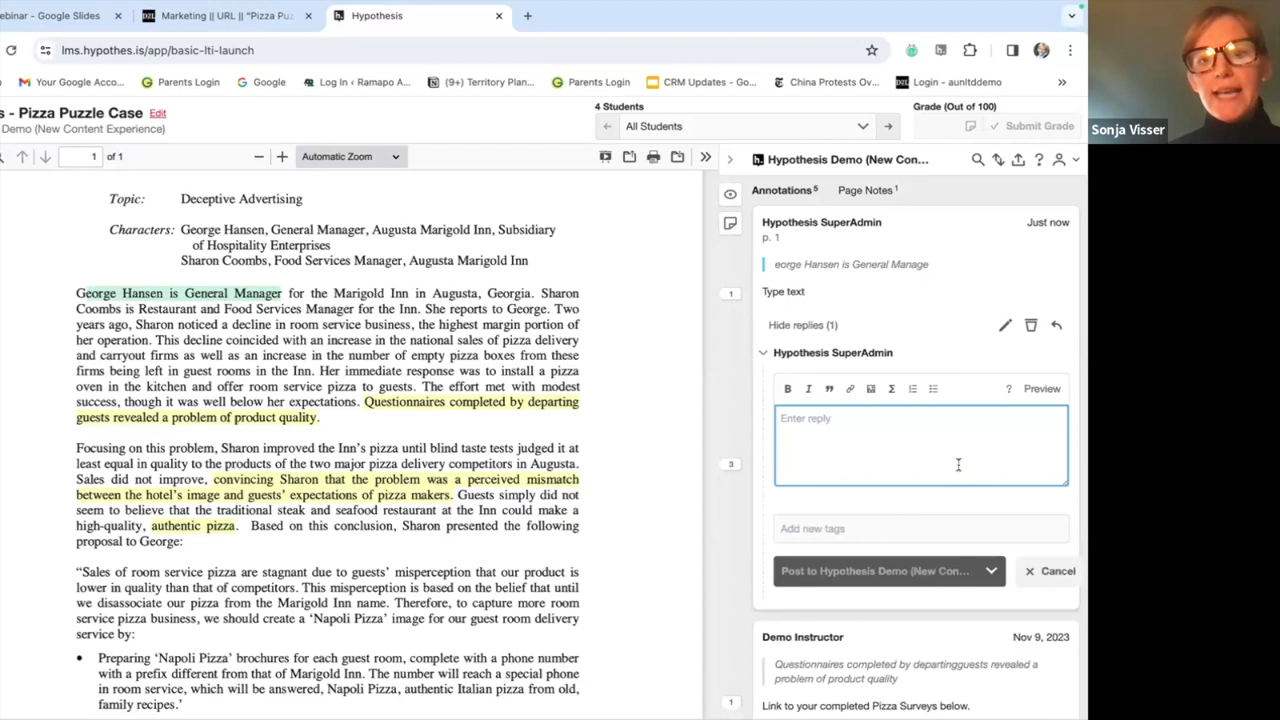 ebinar - Google Slides
Marketing || URL || "Pizza Puz
Hypothesis
lms.hypothes.is/app/basic-lti-launch
Your Google Acco...
Parents Login
Google
Log In ‹ Ramapo A...
(9+) Territory Plan...
Parents Login
CRM Updates - Go...
China Protests Ov...
Login - aunltddemo
s - Pizza Puzzle Case Edit
Demo (New Content Experience)
4 Students
All Students
Grade (Out of 100)
Submit Grade
Sonja Visser
1 of 1
Automatic Zoom
Topic: Deceptive Advertising
Characters: George Hansen, General Manager, Augusta Marigold Inn, Subsidiary
of Hospitality Enterprises
Sharon Coombs, Food Services Manager, Augusta Marigold Inn
George Hansen is General Manager for the Marigold Inn in Augusta, Georgia. Sharon
Coombs is Restaurant and Food Services Manager for the Inn. She reports to George. Two
years ago, Sharon noticed a decline in room service business, the highest margin portion of
her operation. This decline coincided with an increase in the national sales of pizza delivery
and carryout firms as well as an increase in the number of empty pizza boxes from these
firms being left in guest rooms in the Inn. Her immediate response was to install a pizza
oven in the kitchen and offer room service pizza to guests. The effort met with modest
success, though it was well below her expectations. Questionnaires completed by departing
guests revealed a problem of product quality.
Focusing on this problem, Sharon improved the Inn's pizza until blind taste tests judged it at
least equal in quality to the products of the two major pizza delivery competitors in Augusta.
Sales did not improve, convincing Sharon that the problem was a perceived mismatch
between the hotel's image and guests' expectations of pizza makers. Guests simply did not
seem to believe that the traditional steak and seafood restaurant at the Inn could make a
high-quality, authentic pizza. Based on this conclusion, Sharon presented the following
proposal to George:
“Sales of room service pizza are stagnant due to guests’ misperception that our product is
lower in quality than that of competitors. This misperception is based on the belief that until
we disassociate our pizza from the Marigold Inn name. Therefore, to capture more room
service pizza business, we should create a ‘Napoli Pizza’ image for our guest room delivery
service by:
• Preparing ‘Napoli Pizza’ brochures for each guest room, complete with a phone number
with a prefix different from that of Marigold Inn. The number will reach a special phone
in room service, which will be answered, Napoli Pizza, authentic Italian pizza from old,
family recipes.’
Hypothesis Demo (New Con...
Annotations 5 Page Notes 1
Hypothesis SuperAdmin Just now
p. 1
eorge Hansen is General Manage
1
Type text
Hide replies (1)
Hypothesis SuperAdmin
B I Σ ? Preview
Enter reply
3
Add new tags
Post to Hypothesis Demo (New Con...
Cancel
Demo Instructor Nov 9, 2023
Questionnaires completed by departingguests revealed a
problem of product quality
1
Link to your completed Pizza Surveys below.